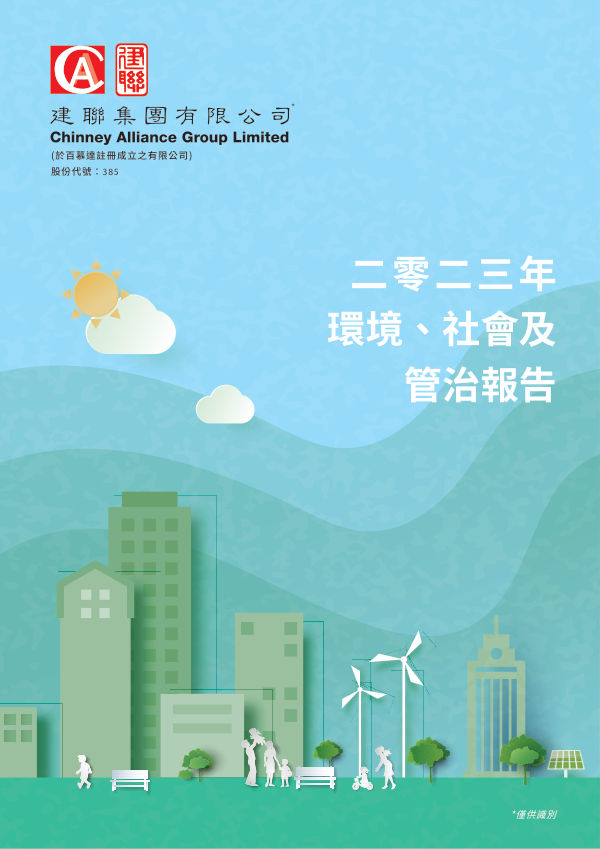 建聯
建聯集團有限公司*
Chinney Alliance Group Limited
(於百慕達註冊成立之有限公司)
股份代號：385
二零二三年
環境、社會及
管治報告
*僅供識別